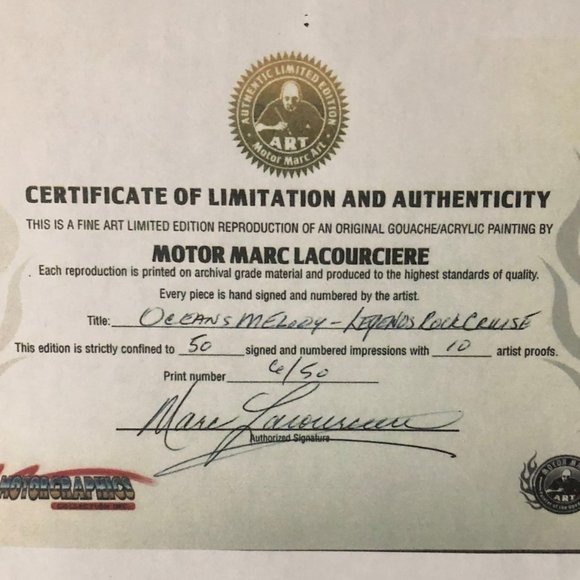 AUTHENTIC LIMITED EDITION
ART
Motor Marc Art
CERTIFICATE OF LIMITATION AND AUTHENTICITY
THIS IS A FINE ART LIMITED EDITION REPRODUCTION OF AN ORIGINAL GOUACHE/ACRYLIC PAINTING BY
MOTOR MARC LACOURCIERE
Each reproduction is printed on archival grade material and produced to the highest standards of quality.
Every piece is hand signed and numbered by the artist.
Title: OCEANS MELODY - LEGENDS ROCK CRUISE
This edition is strictly confined to 50 signed and numbered impressions with 10 artist proofs.
Print number 6/50
Marc Lacourciere
Authorized Signature
MOTORGRAPHICS
MOTOR MARC
ART